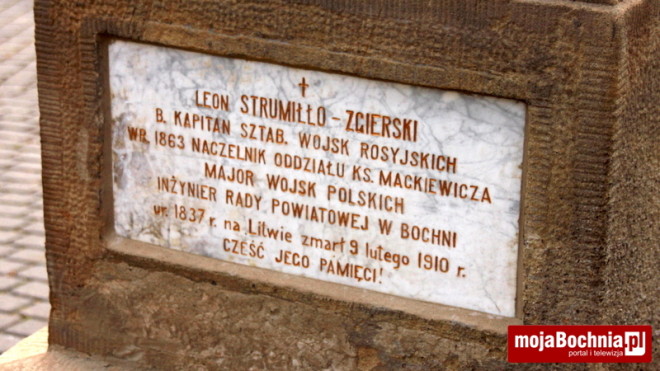 LEON STRUMIŁŁO - ZGIERSKI
B. KAPITAN SZTAB. WOJSK ROSYJSKICH
WR. 1863 NACZELNIK ODDZIAŁU KS. MACKIEWICZA
MAJOR WOJSK POLSKICH
INŻYNIER RADY POWIATOWEJ W BOCHNI
ur. 1837 r. na Litwie zmarł 9 lutego 1910 r.
CZEŚĆ JEGO PAMIĘCI!
mojaBochnia.pl
portal i telewizja